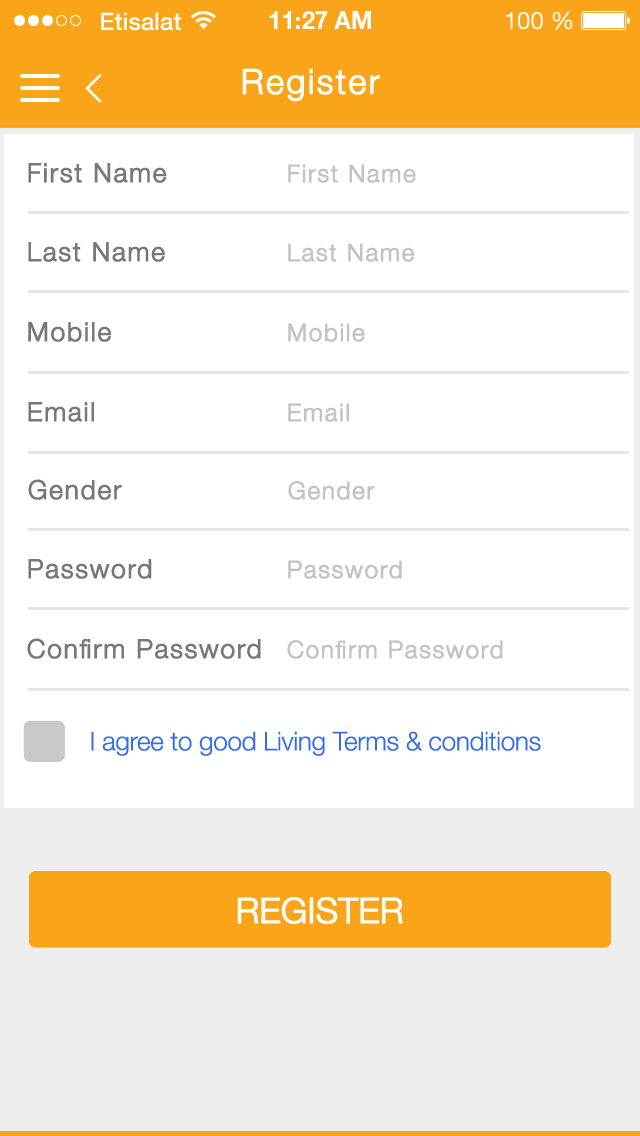 Etisalat 11:27 AM 100 %
Register
First Name First Name
Last Name Last Name
Mobile Mobile
Email Email
Gender Gender
Password Password
Confirm Password Confirm Password
I agree to good Living Terms & conditions
REGISTER